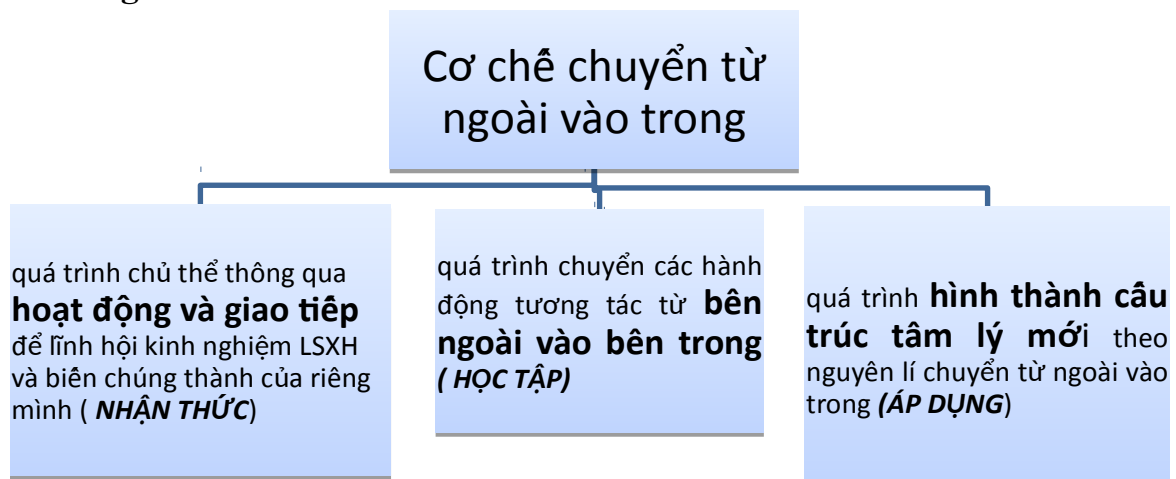 Cơ chế chuyển từ
ngoài vào trong
quá trình chủ thể thông qua
hoạt động và giao tiếp
để lĩnh hội kinh nghiệm LSXH
và biến chúng thành của riêng
mình ( NHẬN THỨC)
quá trình chuyển các hành
động tương tác từ bên
ngoài vào bên trong
( HỌC TẬP)
quá trình hình thành cấu
trúc tâm lý mới theo
nguyên lí chuyển từ ngoài vào
trong (ÁP DỤNG)